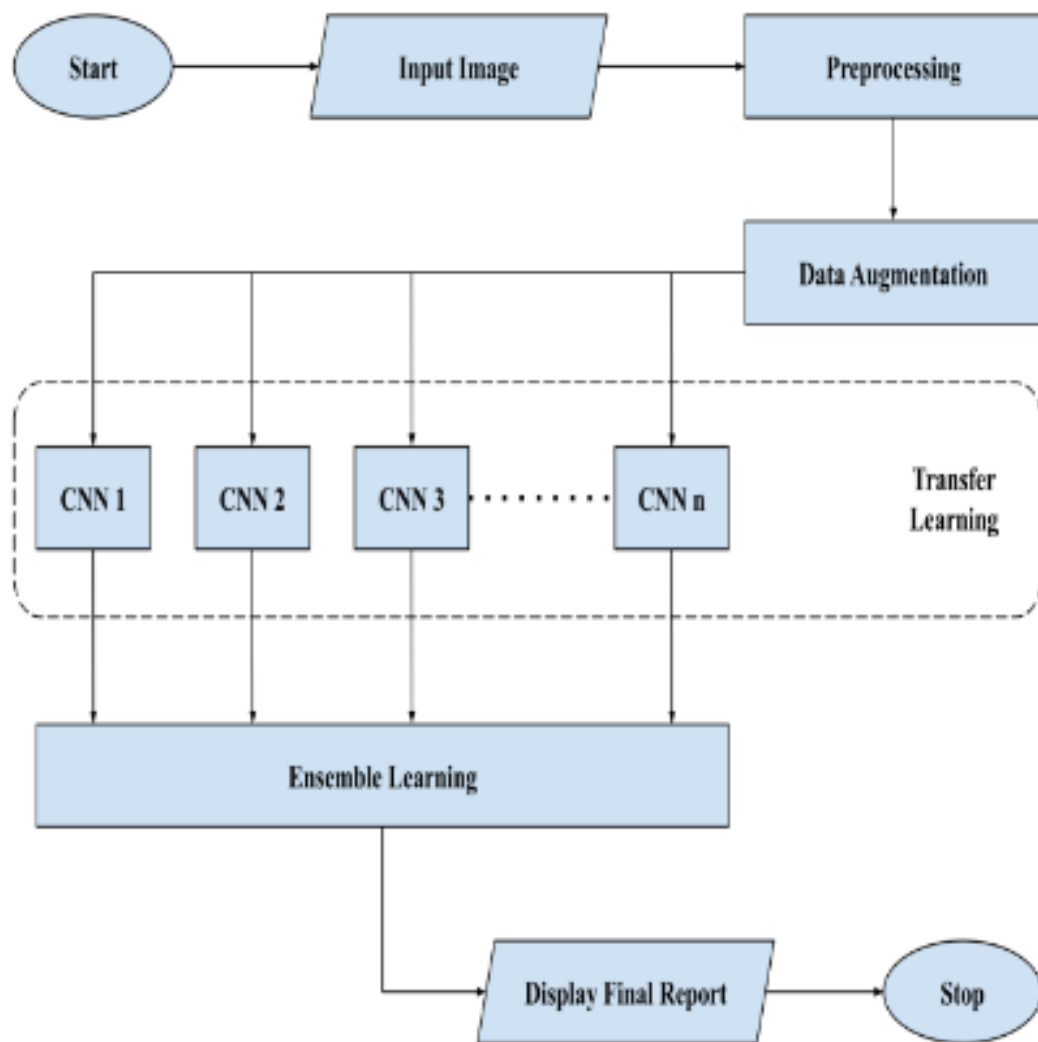 Start
Input Image
Preprocessing
Data Augmentation
CNN 1
CNN 2
CNN 3
CNN n
Transfer
Learning
Ensemble Learning
Display Final Report
Stop